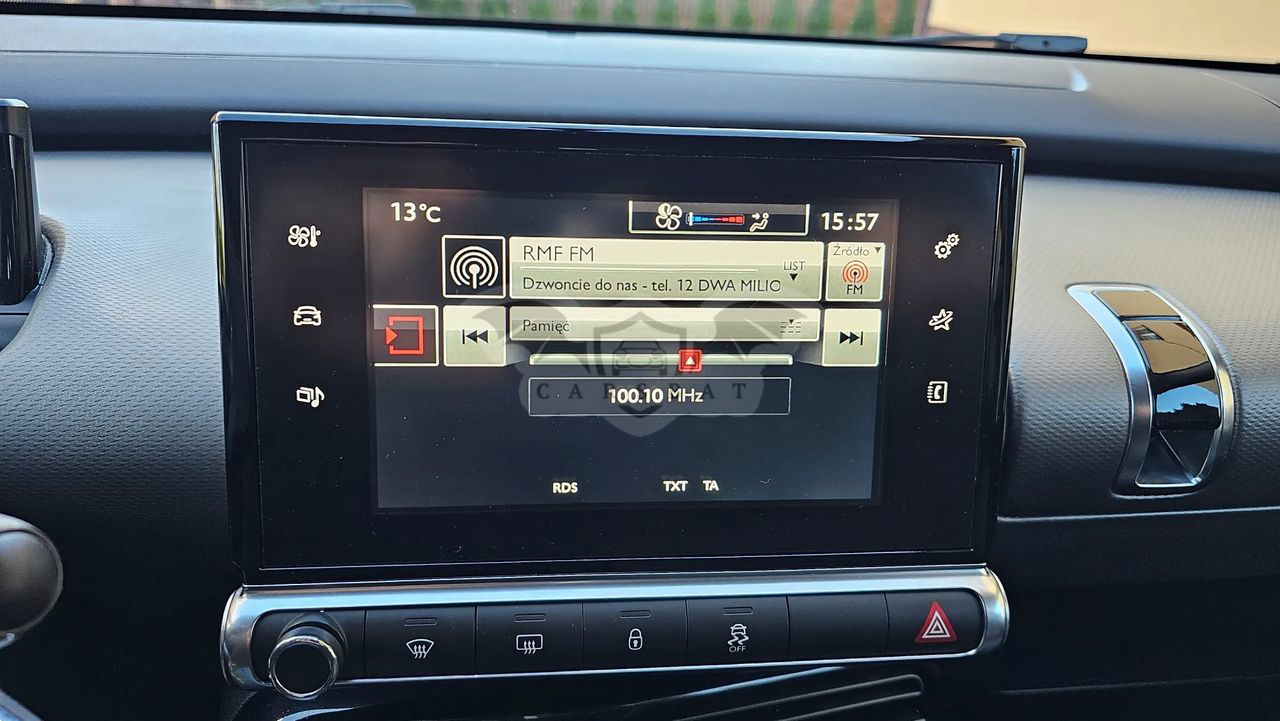 13°C
15:57
RMF FM
LIST
Źródło
Dzwoncie do nas - tel. 12 DWA MILIO
FM
Pamięć
CARSPAT
100.10 MHz
RDS TXT TA
OFF